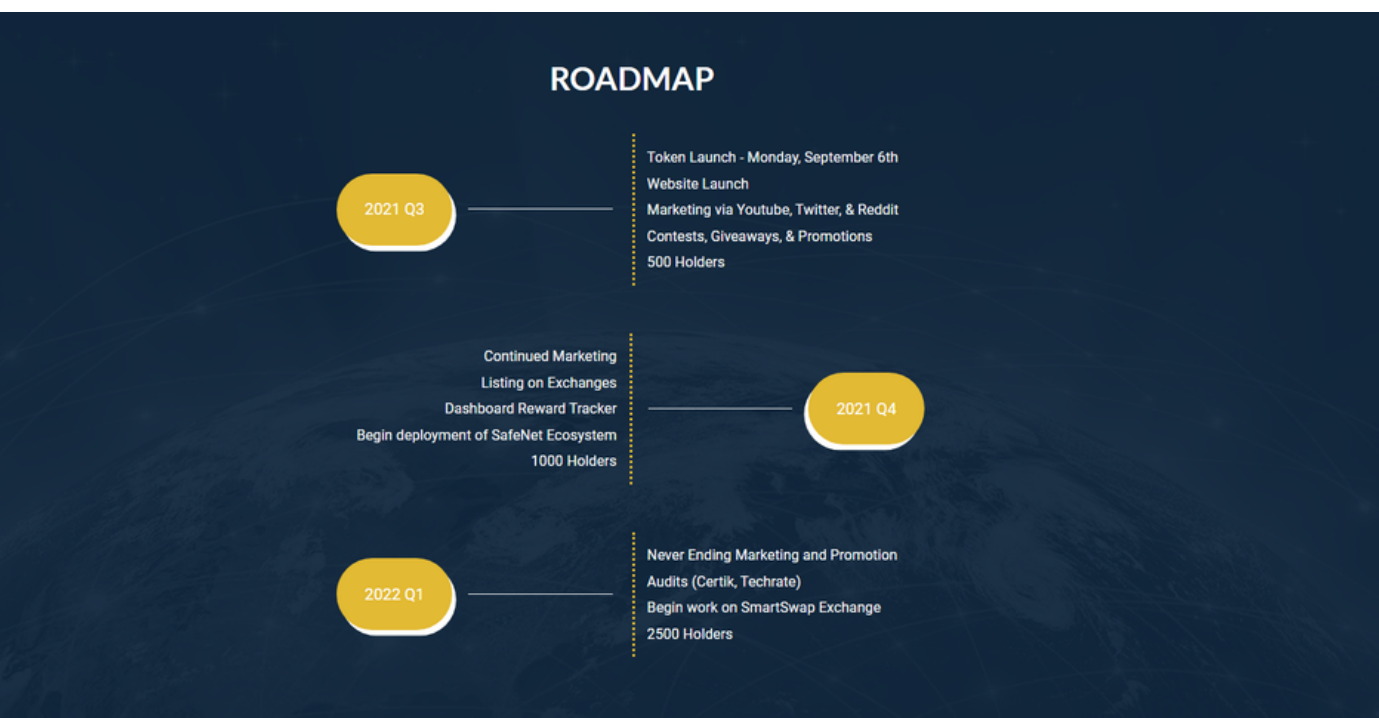 ROADMAP
2021 Q3
Token Launch - Monday, September 6th
Website Launch
Marketing via Youtube, Twitter, & Reddit
Contests, Giveaways, & Promotions
500 Holders
Continued Marketing
Listing on Exchanges
Dashboard Reward Tracker
Begin deployment of SafeNet Ecosystem
1000 Holders
2021 Q4
2022 Q1
Never Ending Marketing and Promotion
Audits (Certik, Techrate)
Begin work on SmartSwap Exchange
2500 Holders